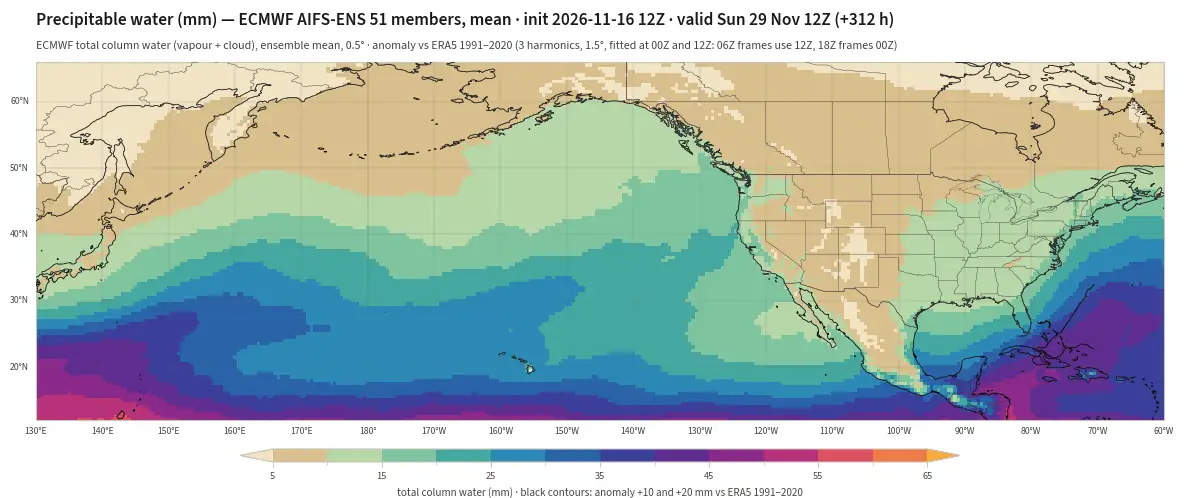 Precipitable water (mm) — ECMWF AIFS-ENS 51 members, mean · init 2026-11-16 12Z · valid Sun 29 Nov 12Z (+312 h)
ECMWF total column water (vapour + cloud), ensemble mean, 0.5° · anomaly vs ERA5 1991–2020 (3 harmonics, 1.5°, fitted at 00Z and 12Z: 06Z frames use 12Z, 18Z frames 00Z)
60°N
50°N
40°N
30°N
20°N
130°E 140°E 150°E 160°E 170°E 180° 170°W 160°W 150°W 140°W 130°W 120°W 110°W 100°W 90°W 80°W 70°W 60°W
5 15 25 35 45 55 65
total column water (mm) · black contours: anomaly +10 and +20 mm vs ERA5 1991–2020